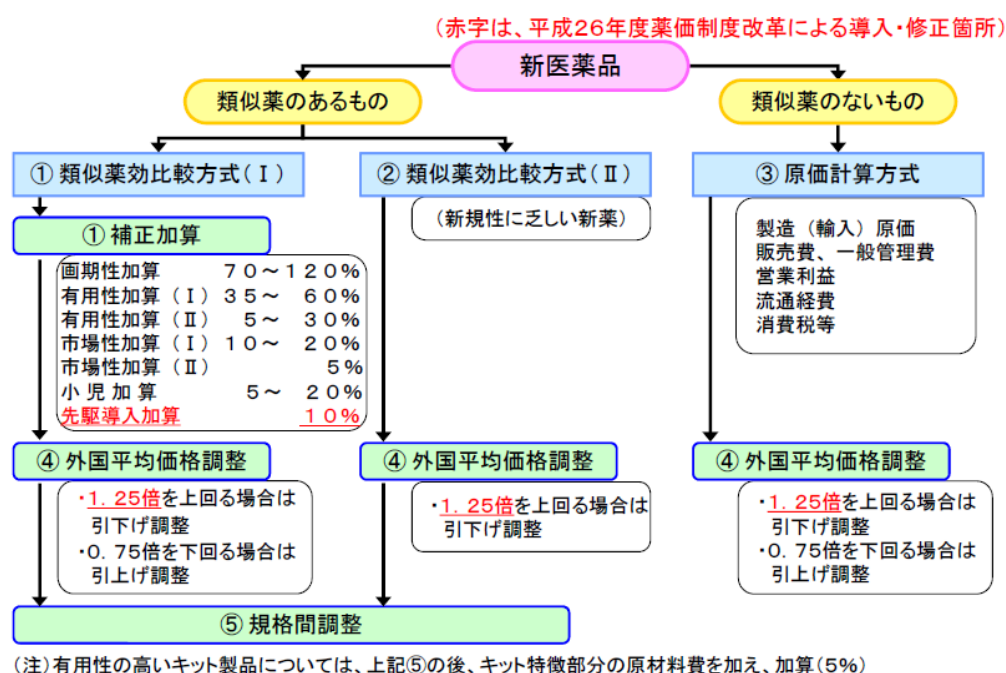 (赤字は、平成26年度薬価制度改革による導入・修正箇所)
新医薬品
類似薬のあるもの
類似薬のないもの
① 類似薬効比較方式(Ⅰ)
② 類似薬効比較方式(Ⅱ)
③ 原価計算方式
(新規性に乏しい新薬)
① 補正加算
画期性加算 70~120%
有用性加算(Ⅰ) 35~ 60%
有用性加算(Ⅱ) 5~ 30%
市場性加算(Ⅰ) 10~ 20%
市場性加算(Ⅱ) 5%
小児加算 5~ 20%
先駆導入加算 10%
製造(輸入)原価
販売費、一般管理費
営業利益
流通経費
消費税等
④ 外国平均価格調整
・1.25倍を上回る場合は
引下げ調整
・0.75倍を下回る場合は
引上げ調整
④ 外国平均価格調整
・1.25倍を上回る場合は
引下げ調整
④ 外国平均価格調整
・1.25倍を上回る場合は
引下げ調整
・0.75倍を下回る場合は
引上げ調整
⑤ 規格間調整
(注)有用性の高いキット製品については、上記⑤の後、キット特徴部分の原材料費を加え、加算(5%)